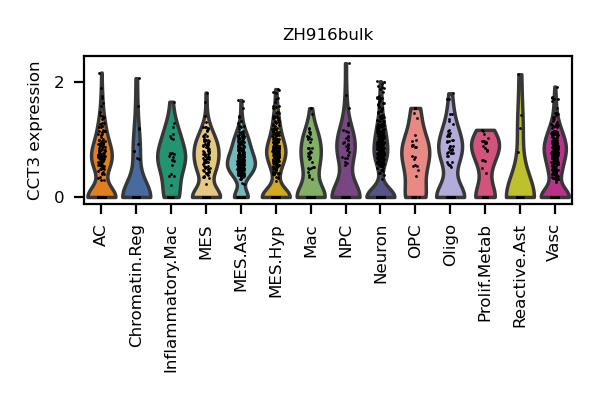 ZH916bulk
CCT3 expression
2
0
AC
Chromatin.Reg
Inflammatory.Mac
MES
MES.Ast
MES.Hyp
Mac
NPC
Neuron
OPC
Oligo
Prolif.Metab
Reactive.Ast
Vasc